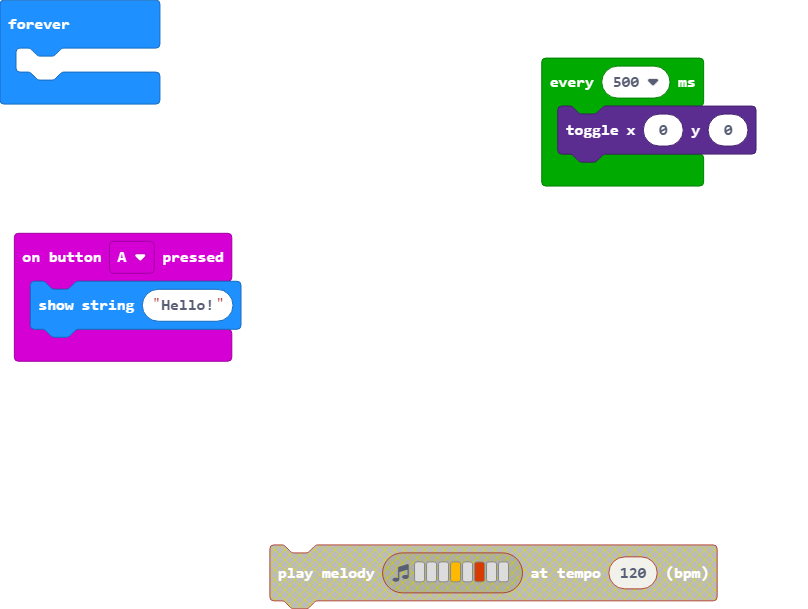 forever
every 500 ms
toggle x 0 y 0
on button A pressed
show string "Hello!"
play melody at tempo 120 (bpm)